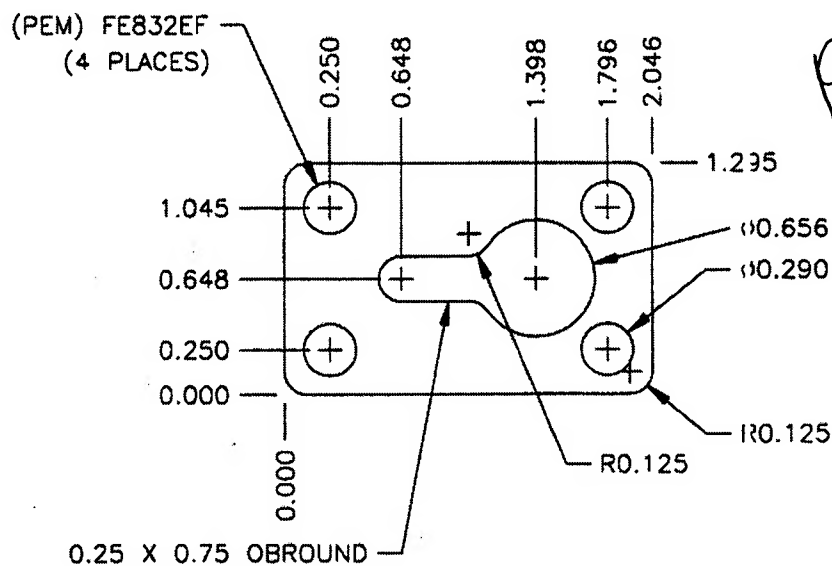 (PEM) FE832EF
(4 PLACES)
0.250
0.648
1.398
1.796
2.046
1.295
1.045
0.648
0.250
0.000
0.000
Ø0.656
Ø0.290
R0.125
R0.125
0.25 X 0.75 OBROUND